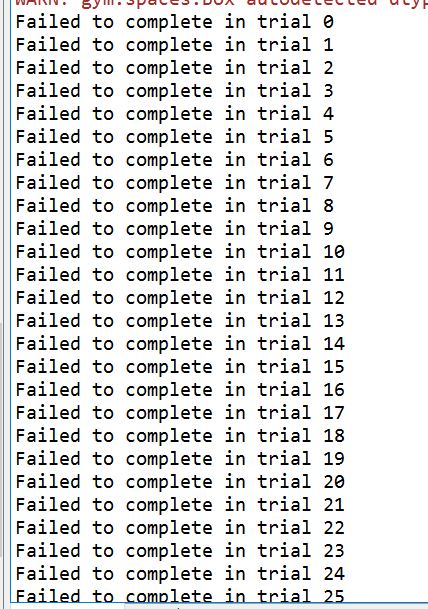 WARN: gym.spaces.Box autodetected dtyp
Failed to complete in trial 0
Failed to complete in trial 1
Failed to complete in trial 2
Failed to complete in trial 3
Failed to complete in trial 4
Failed to complete in trial 5
Failed to complete in trial 6
Failed to complete in trial 7
Failed to complete in trial 8
Failed to complete in trial 9
Failed to complete in trial 10
Failed to complete in trial 11
Failed to complete in trial 12
Failed to complete in trial 13
Failed to complete in trial 14
Failed to complete in trial 15
Failed to complete in trial 16
Failed to complete in trial 17
Failed to complete in trial 18
Failed to complete in trial 19
Failed to complete in trial 20
Failed to complete in trial 21
Failed to complete in trial 22
Failed to complete in trial 23
Failed to complete in trial 24
Failed to complete in trial 25